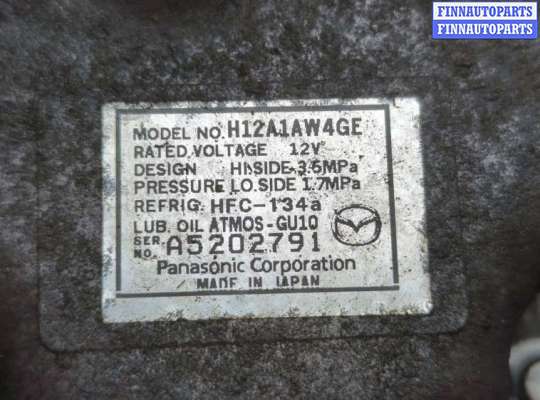 FINNAUTOPARTS
FINNAUTOPARTS
MODEL NO. H12A1AW4GE
RATED VOLTAGE 12V
DESIGN HI.SIDE 3.6MPa
PRESSURE LO.SIDE 1.7MPa
REFRIG. HFC-134a
LUB. OIL ATMOS-GU10
SER. NO. A5202791
Panasonic Corporation
MADE IN JAPAN